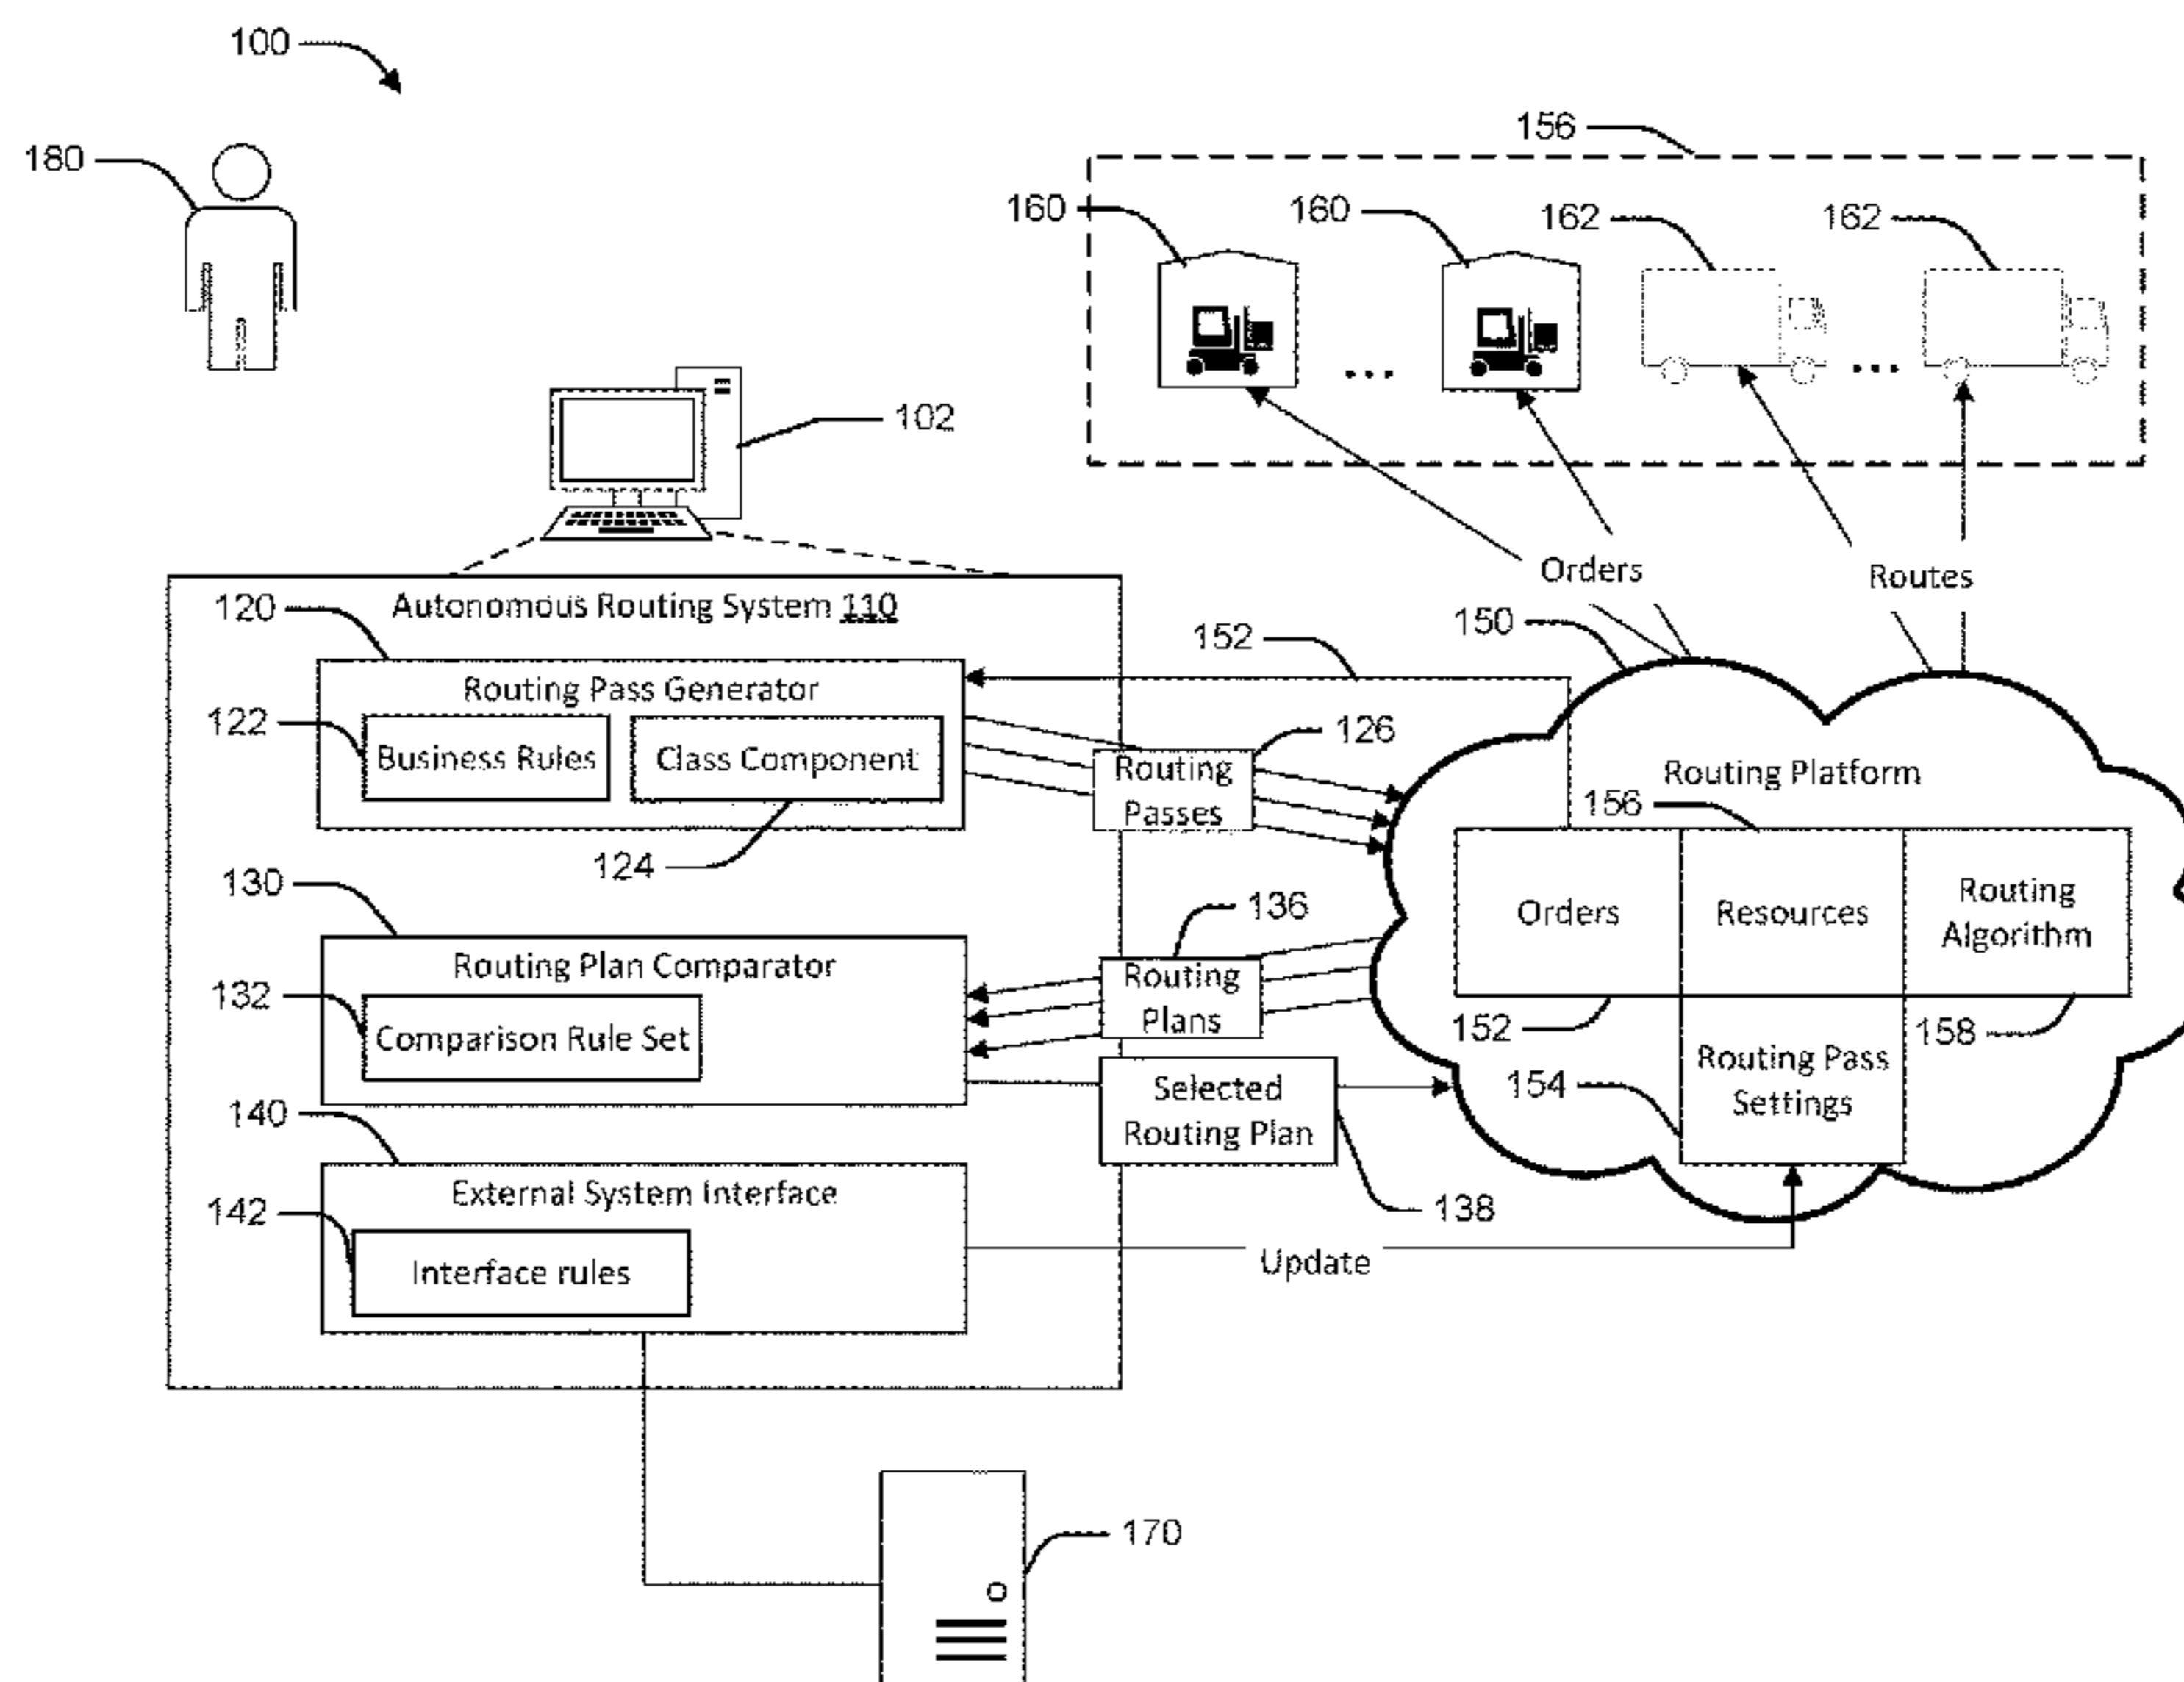 100
180
156
160
160
162
162
102
Orders
Routes
120
Autonomous Routing System 110
152
150
Routing Pass Generator
122
Business Rules
Class Component
124
126
Routing
Passes
Routing Platform
156
Orders
Resources
Routing
Algorithm
130
136
Routing Plan Comparator
132
Comparison Rule Set
Routing
Plans
152
158
Routing Pass
Settings
154
Selected
Routing Plan
138
140
External System Interface
142
Interface rules
Update
170